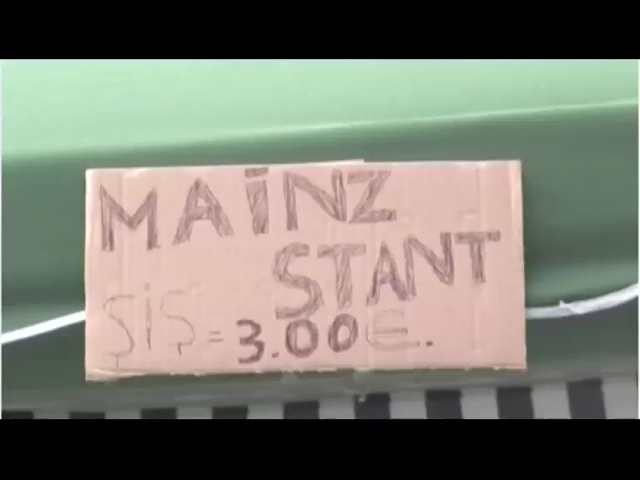 MAİNZ
STANT
ŞİŞ = 3.00 €.